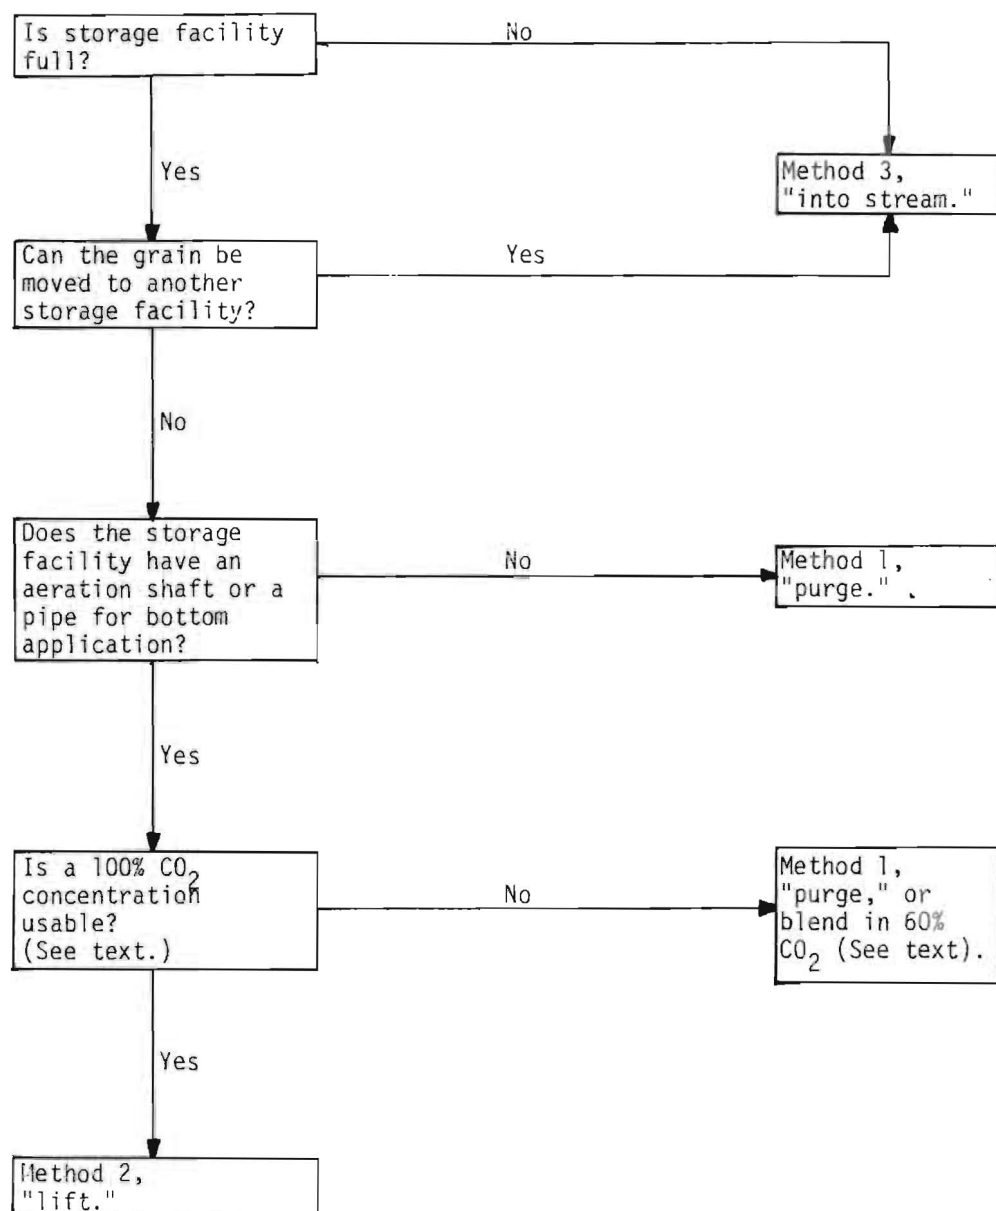 Is storage facility
full?
No
Yes
Method 3,
"into stream."
Can the grain be
moved to another
storage facility?
Yes
No
Does the storage
facility have an
aeration shaft or a
pipe for bottom
application?
No
Method 1,
"purge."
Yes
Is a 100% CO2
concentration
usable?
(See text.)
No
Method 1,
"purge," or
blend in 60%
CO2 (See text).
Yes
Method 2,
"lift."